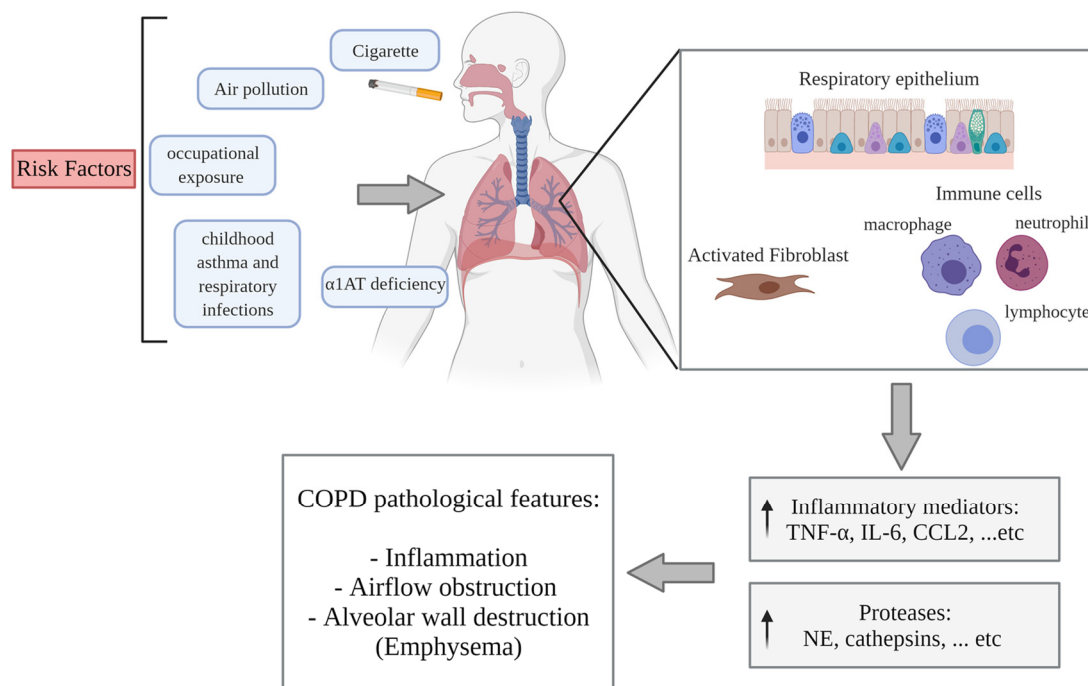 Risk Factors
Cigarette
Air pollution
occupational
exposure
childhood
asthma and
respiratory
infections
α1AT deficiency
Respiratory epithelium
Immune cells
macrophage
neutrophil
lymphocyte
Activated Fibroblast
Inflammatory mediators:
TNF-α, IL-6, CCL2, ...etc
Proteases:
NE, cathepsins, ... etc
COPD pathological features:
- Inflammation
- Airflow obstruction
- Alveolar wall destruction
(Emphysema)